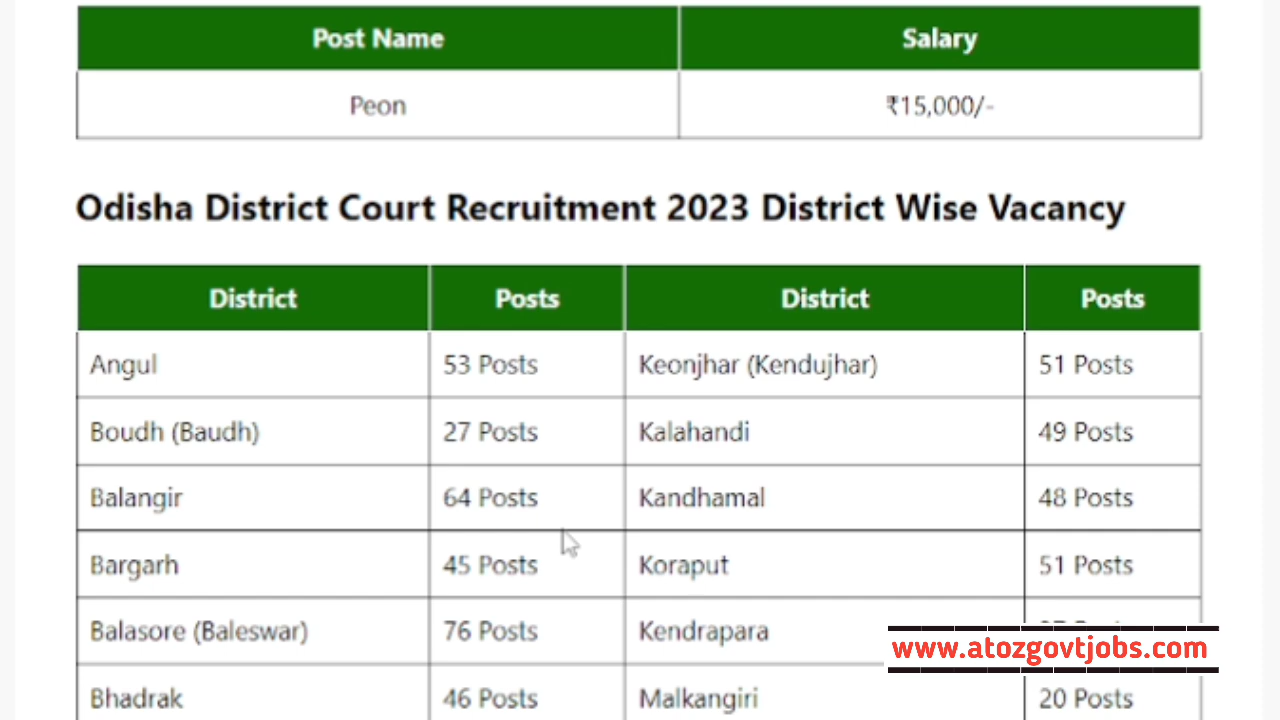 Post Name Salary
Peon ₹15,000/-
Odisha District Court Recruitment 2023 District Wise Vacancy
District Posts District Posts
Angul 53 Posts Keonjhar (Kendujhar) 51 Posts
Boudh (Baudh) 27 Posts Kalahandi 49 Posts
Balangir 64 Posts Kandhamal 48 Posts
Bargarh 45 Posts Koraput 51 Posts
Balasore (Baleswar) 76 Posts Kendrapara
www.atozgovtjobs.com
Bhadrak 46 Posts Malkangiri 20 Posts